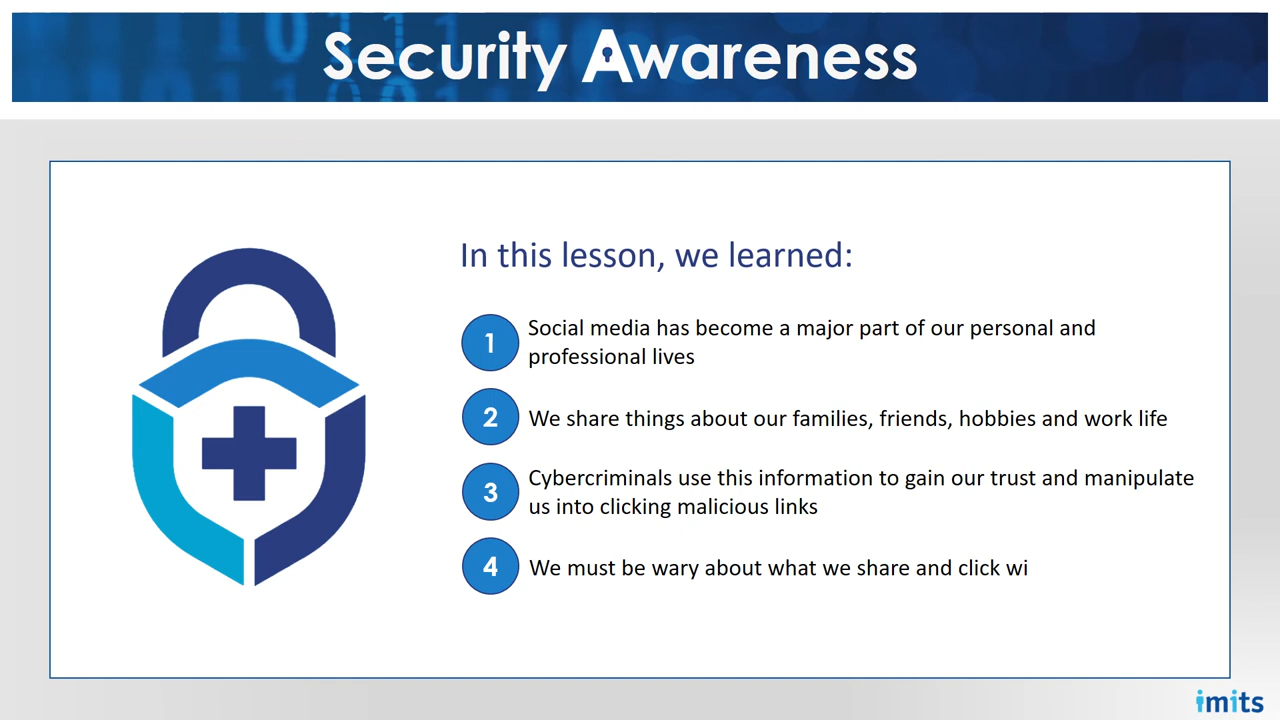 Security Awareness
In this lesson, we learned:
1 Social media has become a major part of our personal and
professional lives
2 We share things about our families, friends, hobbies and work life
3 Cybercriminals use this information to gain our trust and manipulate
us into clicking malicious links
4 We must be wary about what we share and click wi
imits